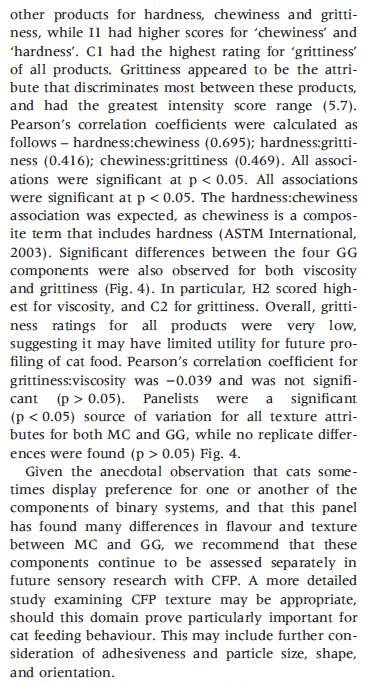 other products for hardness, chewiness and gritti-
ness, while I1 had higher scores for ‘chewiness’ and
‘hardness’. C1 had the highest rating for ‘grittiness’
of all products. Grittiness appeared to be the attri-
bute that discriminates most between these products,
and had the greatest intensity score range (5.7).
Pearson’s correlation coefficients were calculated as
follows – hardness:chewiness (0.695); hardness:gritti-
ness (0.416); chewiness:grittiness (0.469). All associ-
ations were significant at p < 0.05. All associations
were significant at p < 0.05. The hardness:chewiness
association was expected, as chewiness is a compos-
ite term that includes hardness (ASTM International,
2003). Significant differences between the four GG
components were also observed for both viscosity
and grittiness (Fig. 4). In particular, H2 scored high-
est for viscosity, and C2 for grittiness. Overall, gritti-
ness ratings for all products were very low,
suggesting it may have limited utility for future pro-
filing of cat food. Pearson’s correlation coefficient for
grittiness:viscosity was −0.039 and was not signifi-
cant (p > 0.05). Panelists were a significant
(p < 0.05) source of variation for all texture attri-
butes for both MC and GG, while no replicate differ-
ences were found (p > 0.05) Fig. 4.
Given the anecdotal observation that cats some-
times display preference for one or another of the
components of binary systems, and that this panel
has found many differences in flavour and texture
between MC and GG, we recommend that these
components continue to be assessed separately in
future sensory research with CFP. A more detailed
study examining CFP texture may be appropriate,
should this domain prove particularly important for
cat feeding behaviour. This may include further con-
sideration of adhesiveness and particle size, shape,
and orientation.